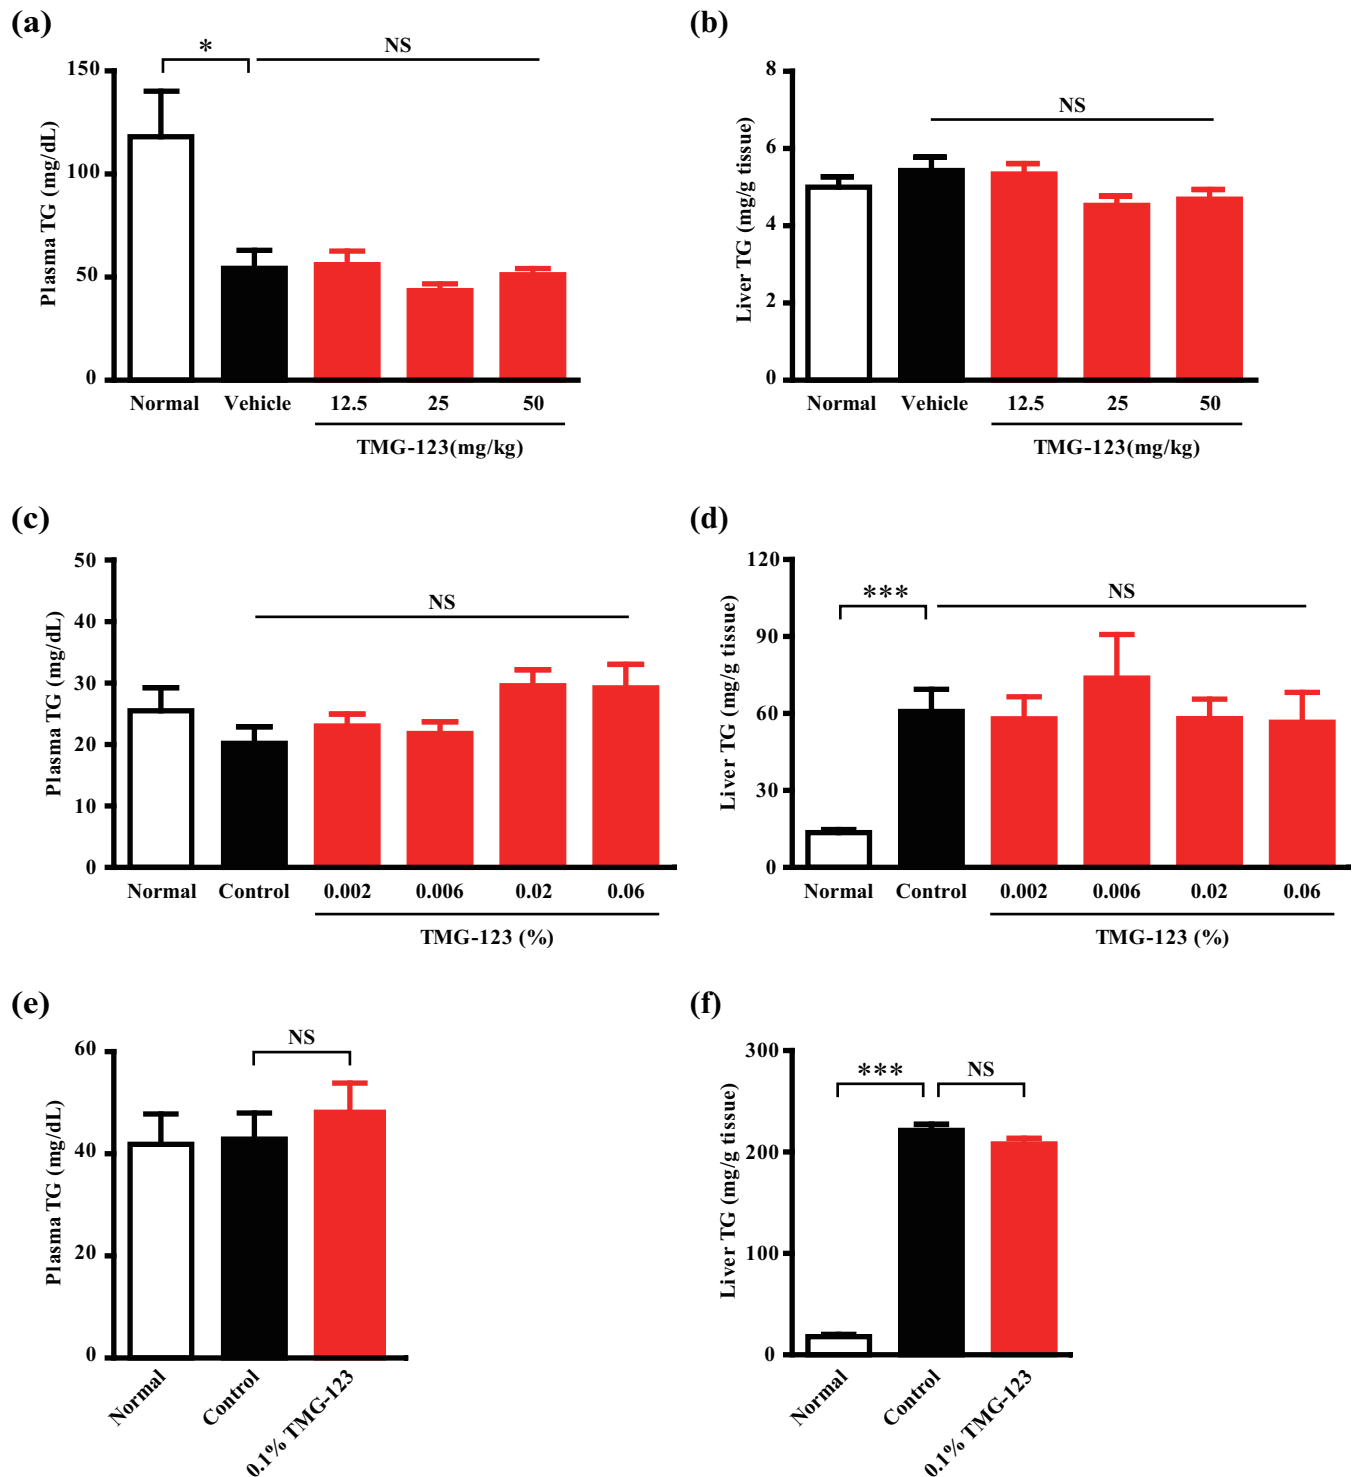 (a)
* NS
150
100
50
0
Plasma TG (mg/dL)
Normal Vehicle 12.5 25 50
TMG-123(mg/kg)
(b)
NS
8
6
4
2
0
Liver TG (mg/g tissue)
Normal Vehicle 12.5 25 50
TMG-123(mg/kg)
(c)
NS
50
40
30
20
10
0
Plasma TG (mg/dL)
Normal Control 0.002 0.006 0.02 0.06
TMG-123 (%)
(d)
*** NS
120
90
60
30
0
Liver TG (mg/g tissue)
Normal Control 0.002 0.006 0.02 0.06
TMG-123 (%)
(e)
NS
60
40
20
0
Plasma TG (mg/dL)
Normal
Control
0.1% TMG-123
(f)
*** NS
300
200
100
0
Liver TG (mg/g tissue)
Normal
Control
0.1% TMG-123